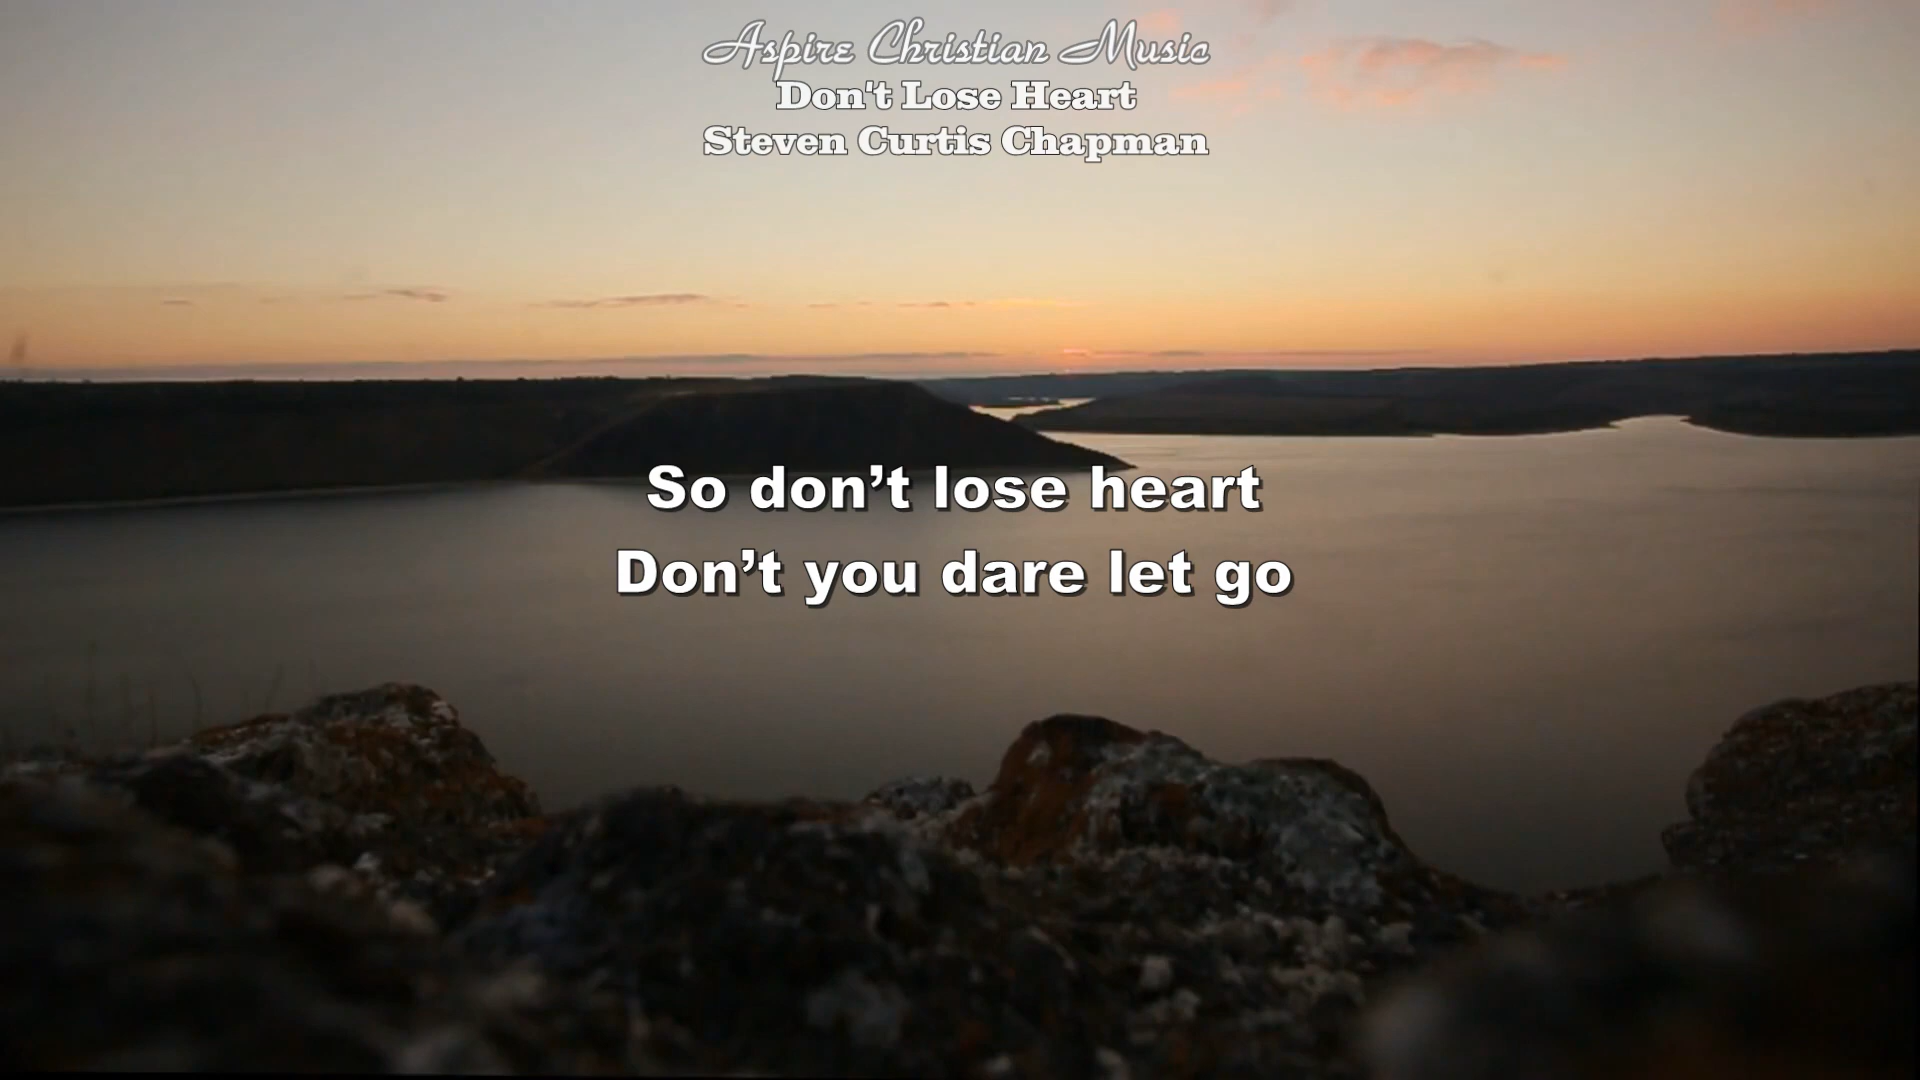 Aspire Christian Music
Don't Lose Heart
Steven Curtis Chapman
So don’t lose heart
Don’t you dare let go